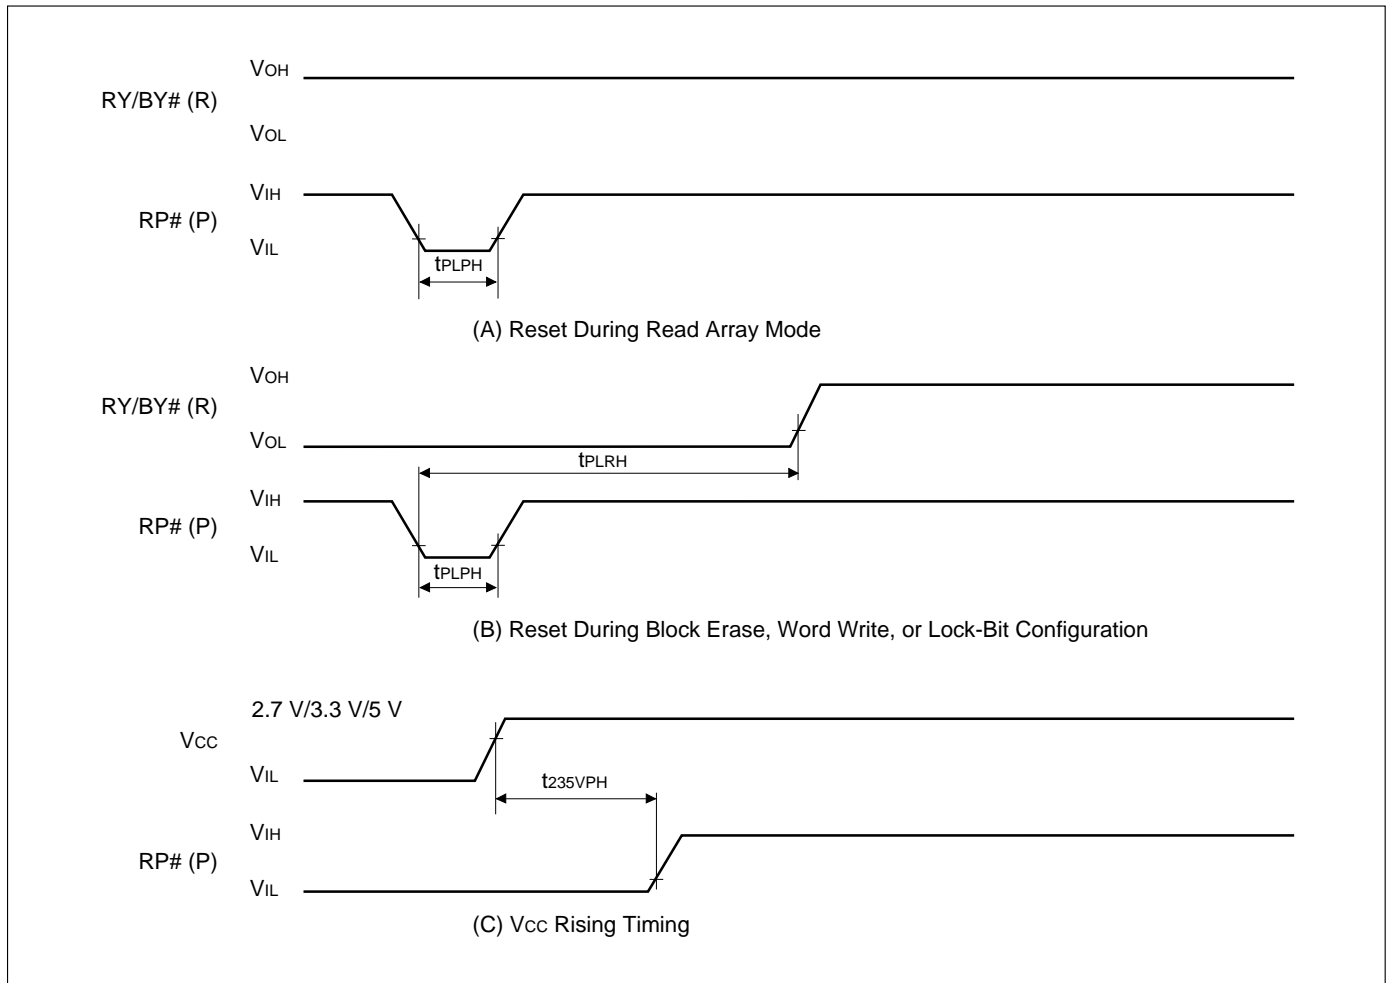 VOH
RY/BY# (R)
VOL
VIH
RP# (P)
VIL
tPLPH
(A) Reset During Read Array Mode
VOH
RY/BY# (R)
VOL
tPLRH
VIH
RP# (P)
VIL
tPLPH
(B) Reset During Block Erase, Word Write, or Lock-Bit Configuration
2.7 V/3.3 V/5 V
VCC
VIL
t235VPH
VIH
RP# (P)
VIL
(C) VCC Rising Timing